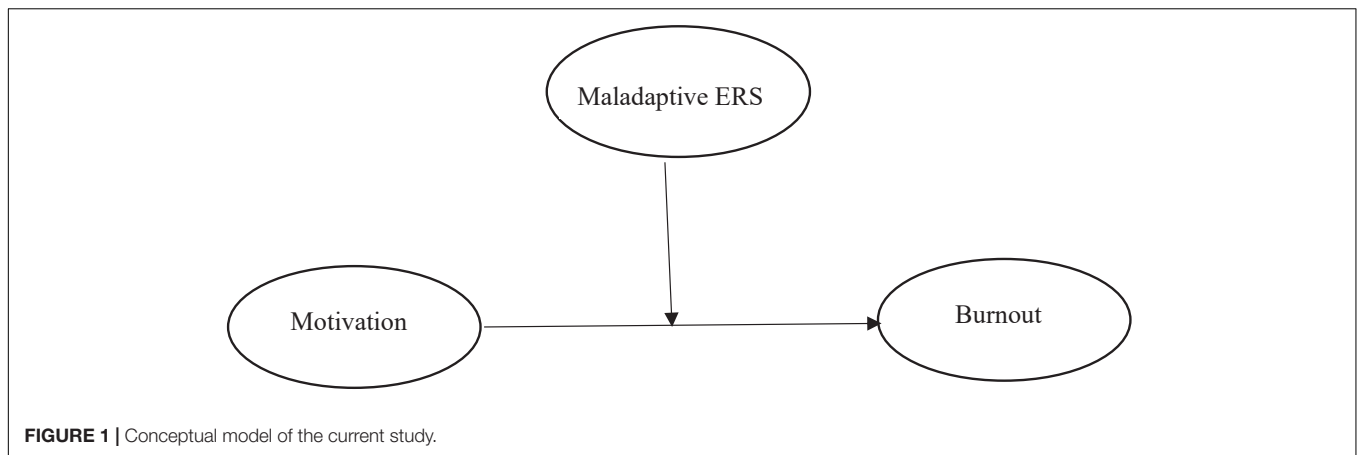 Maladaptive ERS
Motivation
Burnout
FIGURE 1 | Conceptual model of the current study.